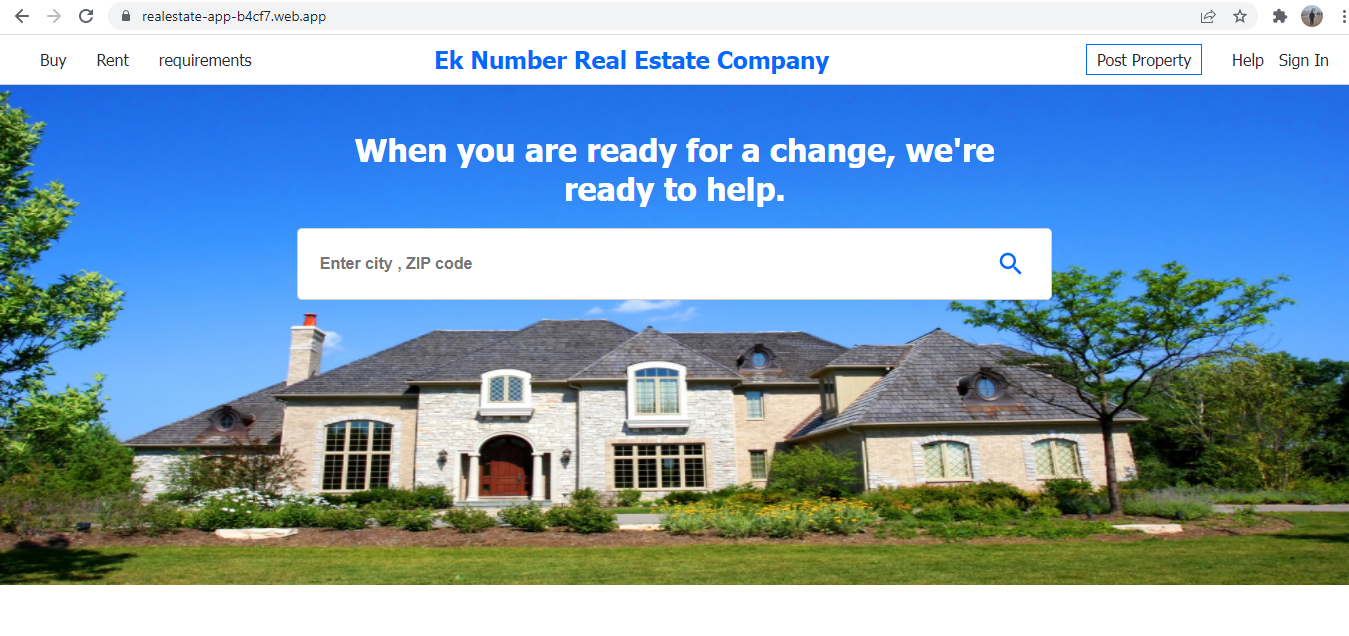 realestate-app-b4cf7.web.app
Buy Rent requirements Ek Number Real Estate Company Post Property Help Sign In
When you are ready for a change, we're
ready to help.
Enter city , ZIP code